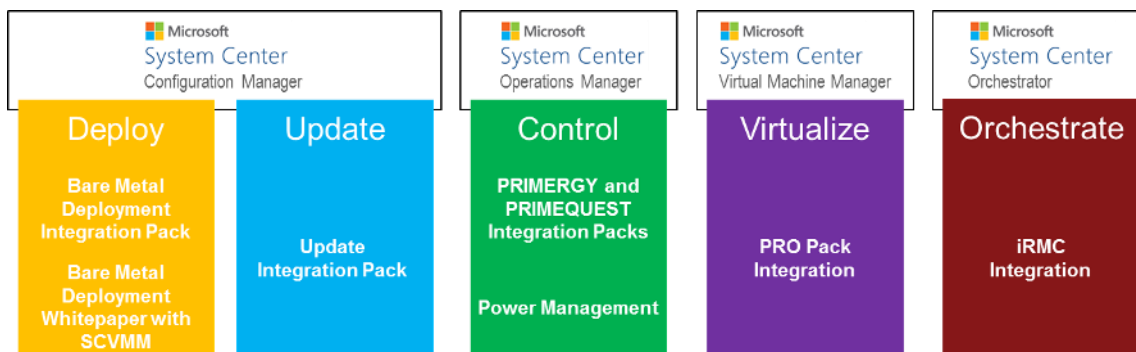 Microsoft
System Center
Configuration Manager
Microsoft
System Center
Operations Manager
Microsoft
System Center
Virtual Machine Manager
Microsoft
System Center
Orchestrator
Deploy
Bare Metal
Deployment
Integration Pack
Bare Metal
Deployment
Whitepaper with
SCVMM
Update
Update
Integration Pack
Control
PRIMERGY and
PRIMEQUEST
Integration Packs
Power Management
Virtualize
PRO Pack
Integration
Orchestrate
iRMC
Integration